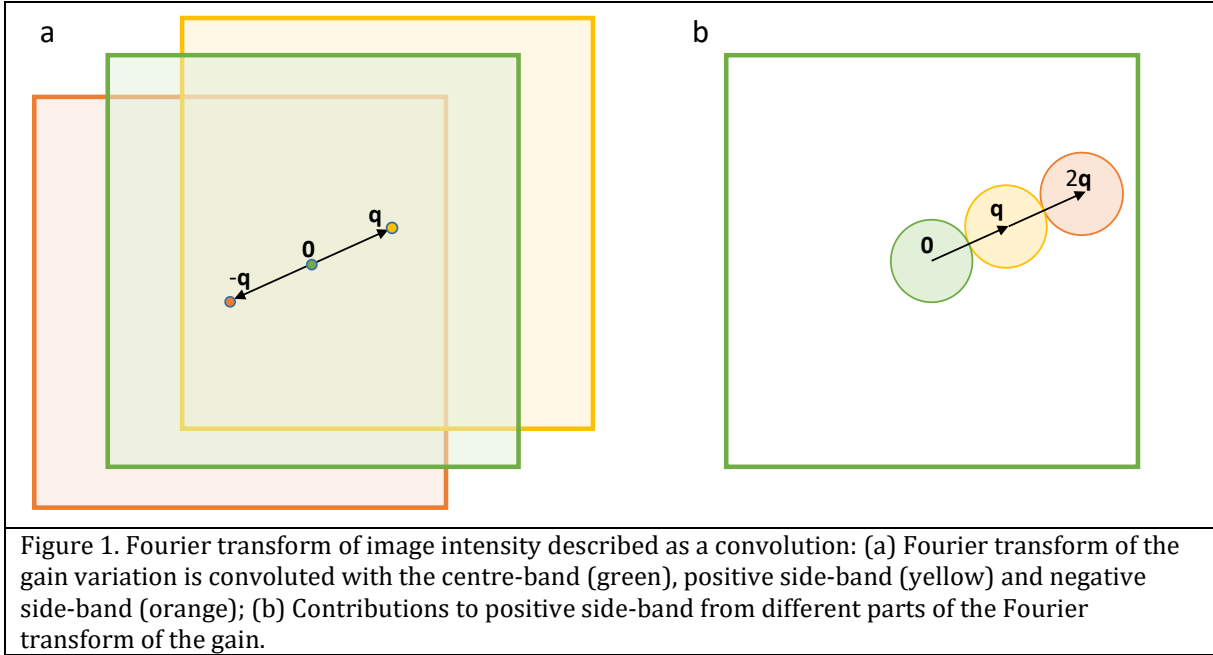 a
b
q
0
-q
0
q
2q
Figure 1. Fourier transform of image intensity described as a convolution: (a) Fourier transform of the
gain variation is convoluted with the centre-band (green), positive side-band (yellow) and negative
side-band (orange); (b) Contributions to positive side-band from different parts of the Fourier
transform of the gain.